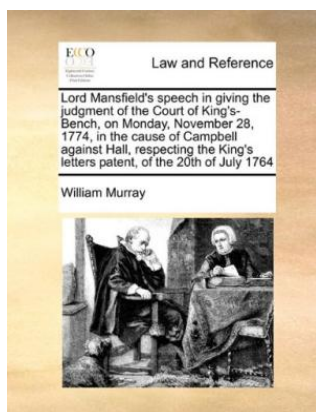 ECCO
Law and Reference
Lord Mansfield's speech in giving the
judgment of the Court of King's-
Bench, on Monday, November 28,
1774, in the cause of Campbell
against Hall, respecting the King's
letters patent, of the 20th of July 1764
William Murray